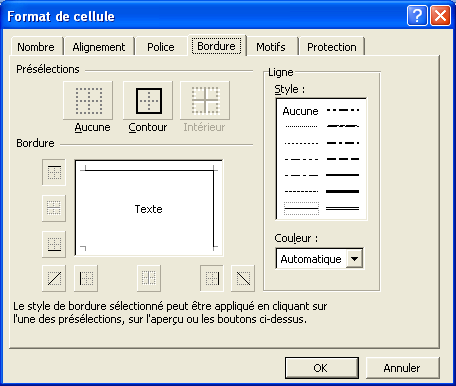 Format de cellule
Nombre Alignement Police Bordure Motifs Protection
Présélections
Aucune Contour Intérieur
Bordure
Texte
Ligne
Style :
Aucune
Couleur :
Automatique
Le style de bordure sélectionné peut être appliqué en cliquant sur
l'une des présélections, sur l'aperçu ou les boutons ci-dessus.
OK Annuler